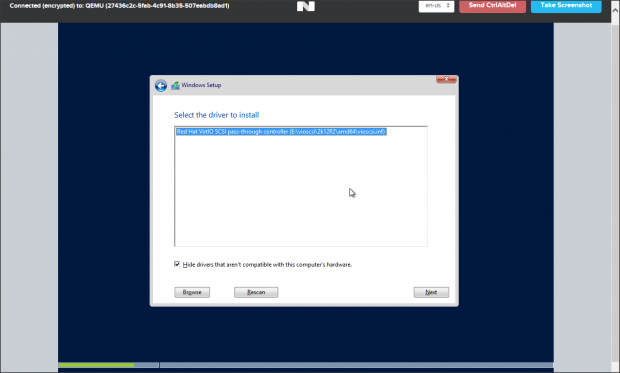 Connected (encrypted) to: QEMU (27436c2c-5fab-4c91-8b35-507eabdb8ad1)
en-us
Send CtrlAltDel
Take Screenshot
Windows Setup
Select the driver to install
Red Hat VirtIO SCSI pass-through controller (E:\vioscsi\2k12R2\amd64\vioscsi.inf)
Hide drivers that aren't compatible with this computer's hardware.
Browse
Rescan
Next